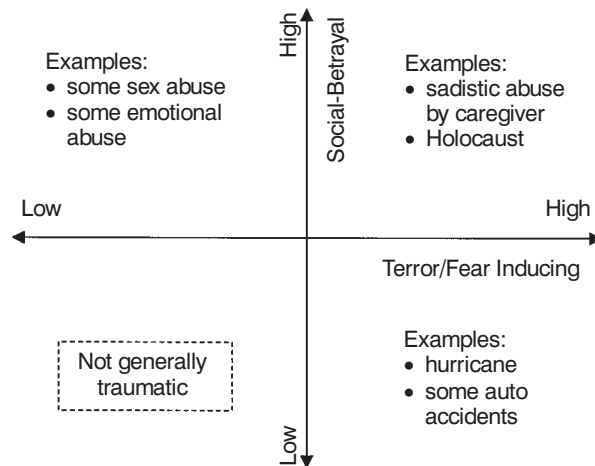 Examples:
• some sex abuse
• some emotional
abuse
High
Social-Betrayal
Examples:
• sadistic abuse
by caregiver
• Holocaust
Low
High
Terror/Fear Inducing
Not generally
traumatic
Examples:
• hurricane
• some auto
accidents
Low